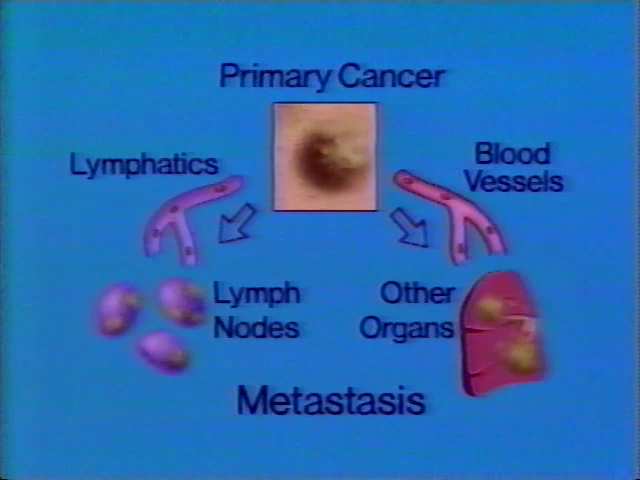 Primary Cancer
Lymphatics
Blood
Vessels
Lymph
Nodes
Other
Organs
Metastasis